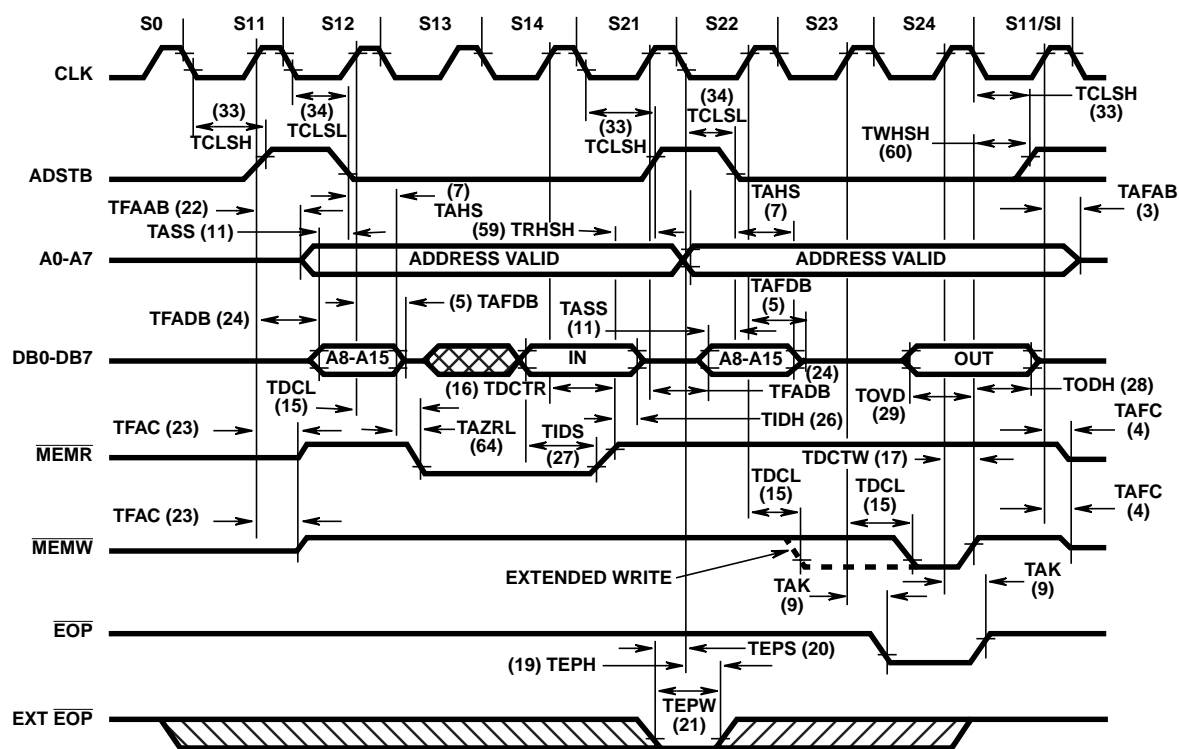 S0 S11 S12 S13 S14 S21 S22 S23 S24 S11/SI
CLK
(33)
TCLSH
(34)
TCLSL
(33)
TCLSH
(34)
TCLSL
TCLSH
(33)
TWHSH
(60)
ADSTB
TFAAB (22)
(7)
TAHS
TAHS
(7)
TAFAB
(3)
TASS (11)
(59) TRHSH
A0-A7
ADDRESS VALID
ADDRESS VALID
TFADB (24)
(5) TAFDB
TASS
(11)
TAFDB
(5)
DB0-DB7
A8-A15
IN
A8-A15
OUT
(24)
TFADB
TDCL
(15)
(16) TDCTR
TOVD
(29)
TODH (28)
TIDH (26)
TFAC (23)
TAZRL
(64)
TIDS
(27)
TAFC
(4)
MEMR
TDCTW (17)
TDCL
(15)
TDCL
(15)
TFAC (23)
TAFC
(4)
MEMW
EXTENDED WRITE
TAK
(9)
TAK
(9)
EOP
TEPS (20)
(19) TEPH
TEPW
(21)
EXT EOP